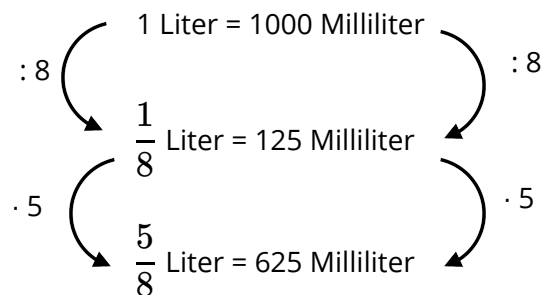 1 Liter = 1000 Milliliter
: 8 : 8
1/8 Liter = 125 Milliliter
· 5 · 5
5/8 Liter = 625 Milliliter